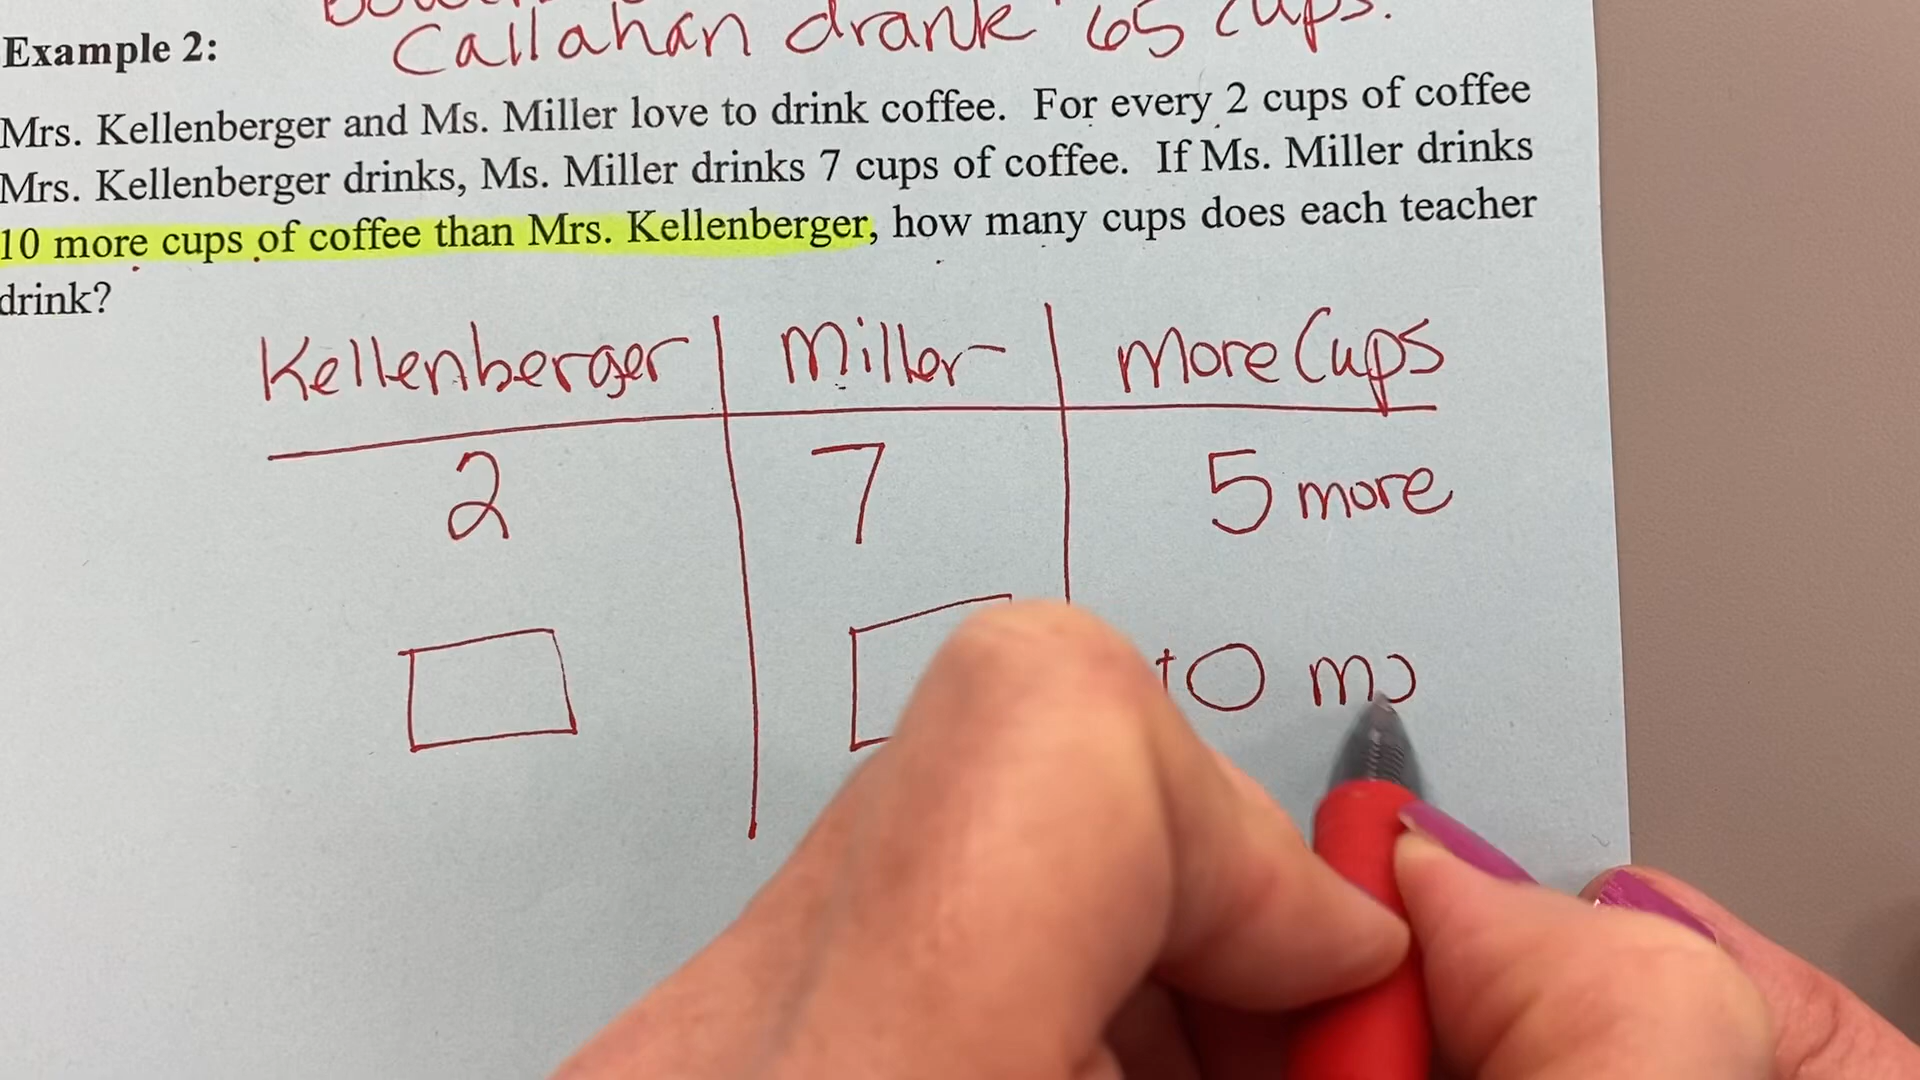 Callahan drank 65 cups.
Example 2:
Mrs. Kellenberger and Ms. Miller love to drink coffee. For every 2 cups of coffee
Mrs. Kellenberger drinks, Ms. Miller drinks 7 cups of coffee. If Ms. Miller drinks
10 more cups of coffee than Mrs. Kellenberger, how many cups does each teacher
drink?
Kellenberger Miller More Cups
2 7 5 more
10 mo